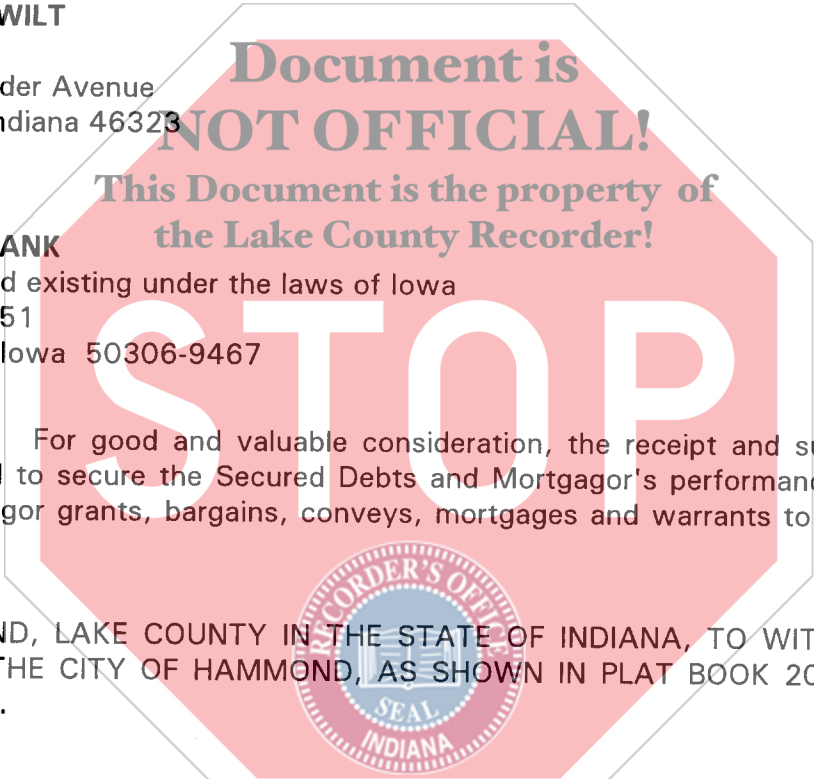 WILT
Document is
der Avenue
ndiana 46323
NOT OFFICIAL!
This Document is the property of
the Lake County Recorder!
ANK
d existing under the laws of Iowa
51
Iowa 50306-9467
STOP
For good and valuable consideration, the receipt and su
to secure the Secured Debts and Mortgagor's performanc
gor grants, bargains, conveys, mortgages and warrants to
RECORDER'S OFFICE
ND, LAKE COUNTY IN THE STATE OF INDIANA, TO WIT
THE CITY OF HAMMOND, AS SHOWN IN PLAT BOOK 20
SEAL
INDIANA